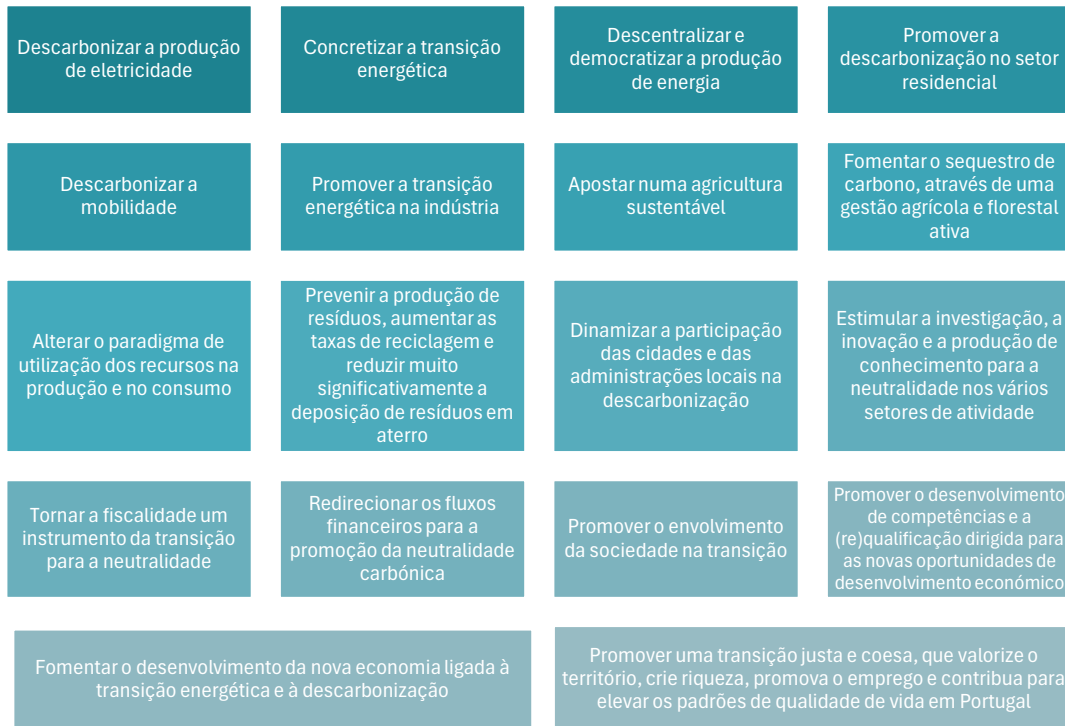 Descarbonizar a produção
de eletricidade
Concretizar a transição
energética
Descentralizar e
democratizar a produção
de energia
Promover a
descarbonização no setor
residencial
Descarbonizar a
mobilidade
Promover a transição
energética na indústria
Apostar numa agricultura
sustentável
Fomentar o sequestro de
carbono, através de uma
gestão agrícola e florestal
ativa
Alterar o paradigma de
utilização dos recursos na
produção e no consumo
Prevenir a produção de
resíduos, aumentar as
taxas de reciclagem e
reduzir muito
significativamente a
deposição de resíduos em
aterro
Dinamizar a participação
das cidades e das
administrações locais na
descarbonização
Estimular a investigação, a
inovação e a produção de
conhecimento para a
neutralidade nos vários
setores de atividade
Tornar a fiscalidade um
instrumento da transição
para a neutralidade
Redirecionar os fluxos
financeiros para a
promoção da neutralidade
carbónica
Promover o envolvimento
da sociedade na transição
Promover o desenvolvimento
de competências e a
(re)qualificação dirigida para
as novas oportunidades de
desenvolvimento económico
Fomentar o desenvolvimento da nova economia ligada à
transição energética e à descarbonização
Promover uma transição justa e coesa, que valorize o
território, crie riqueza, promova o emprego e contribua para
elevar os padrões de qualidade de vida em Portugal